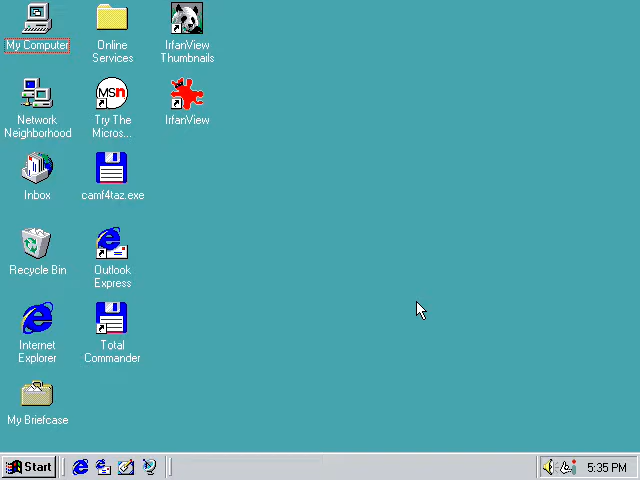 My Computer
Online
Services
IrfanView
Thumbnails
Network
Neighborhood
msn
Try The
Micros...
IrfanView
Inbox
camf4taz.exe
Recycle Bin
Outlook
Express
Internet
Explorer
Total
Commander
My Briefcase
Start
5:35 PM